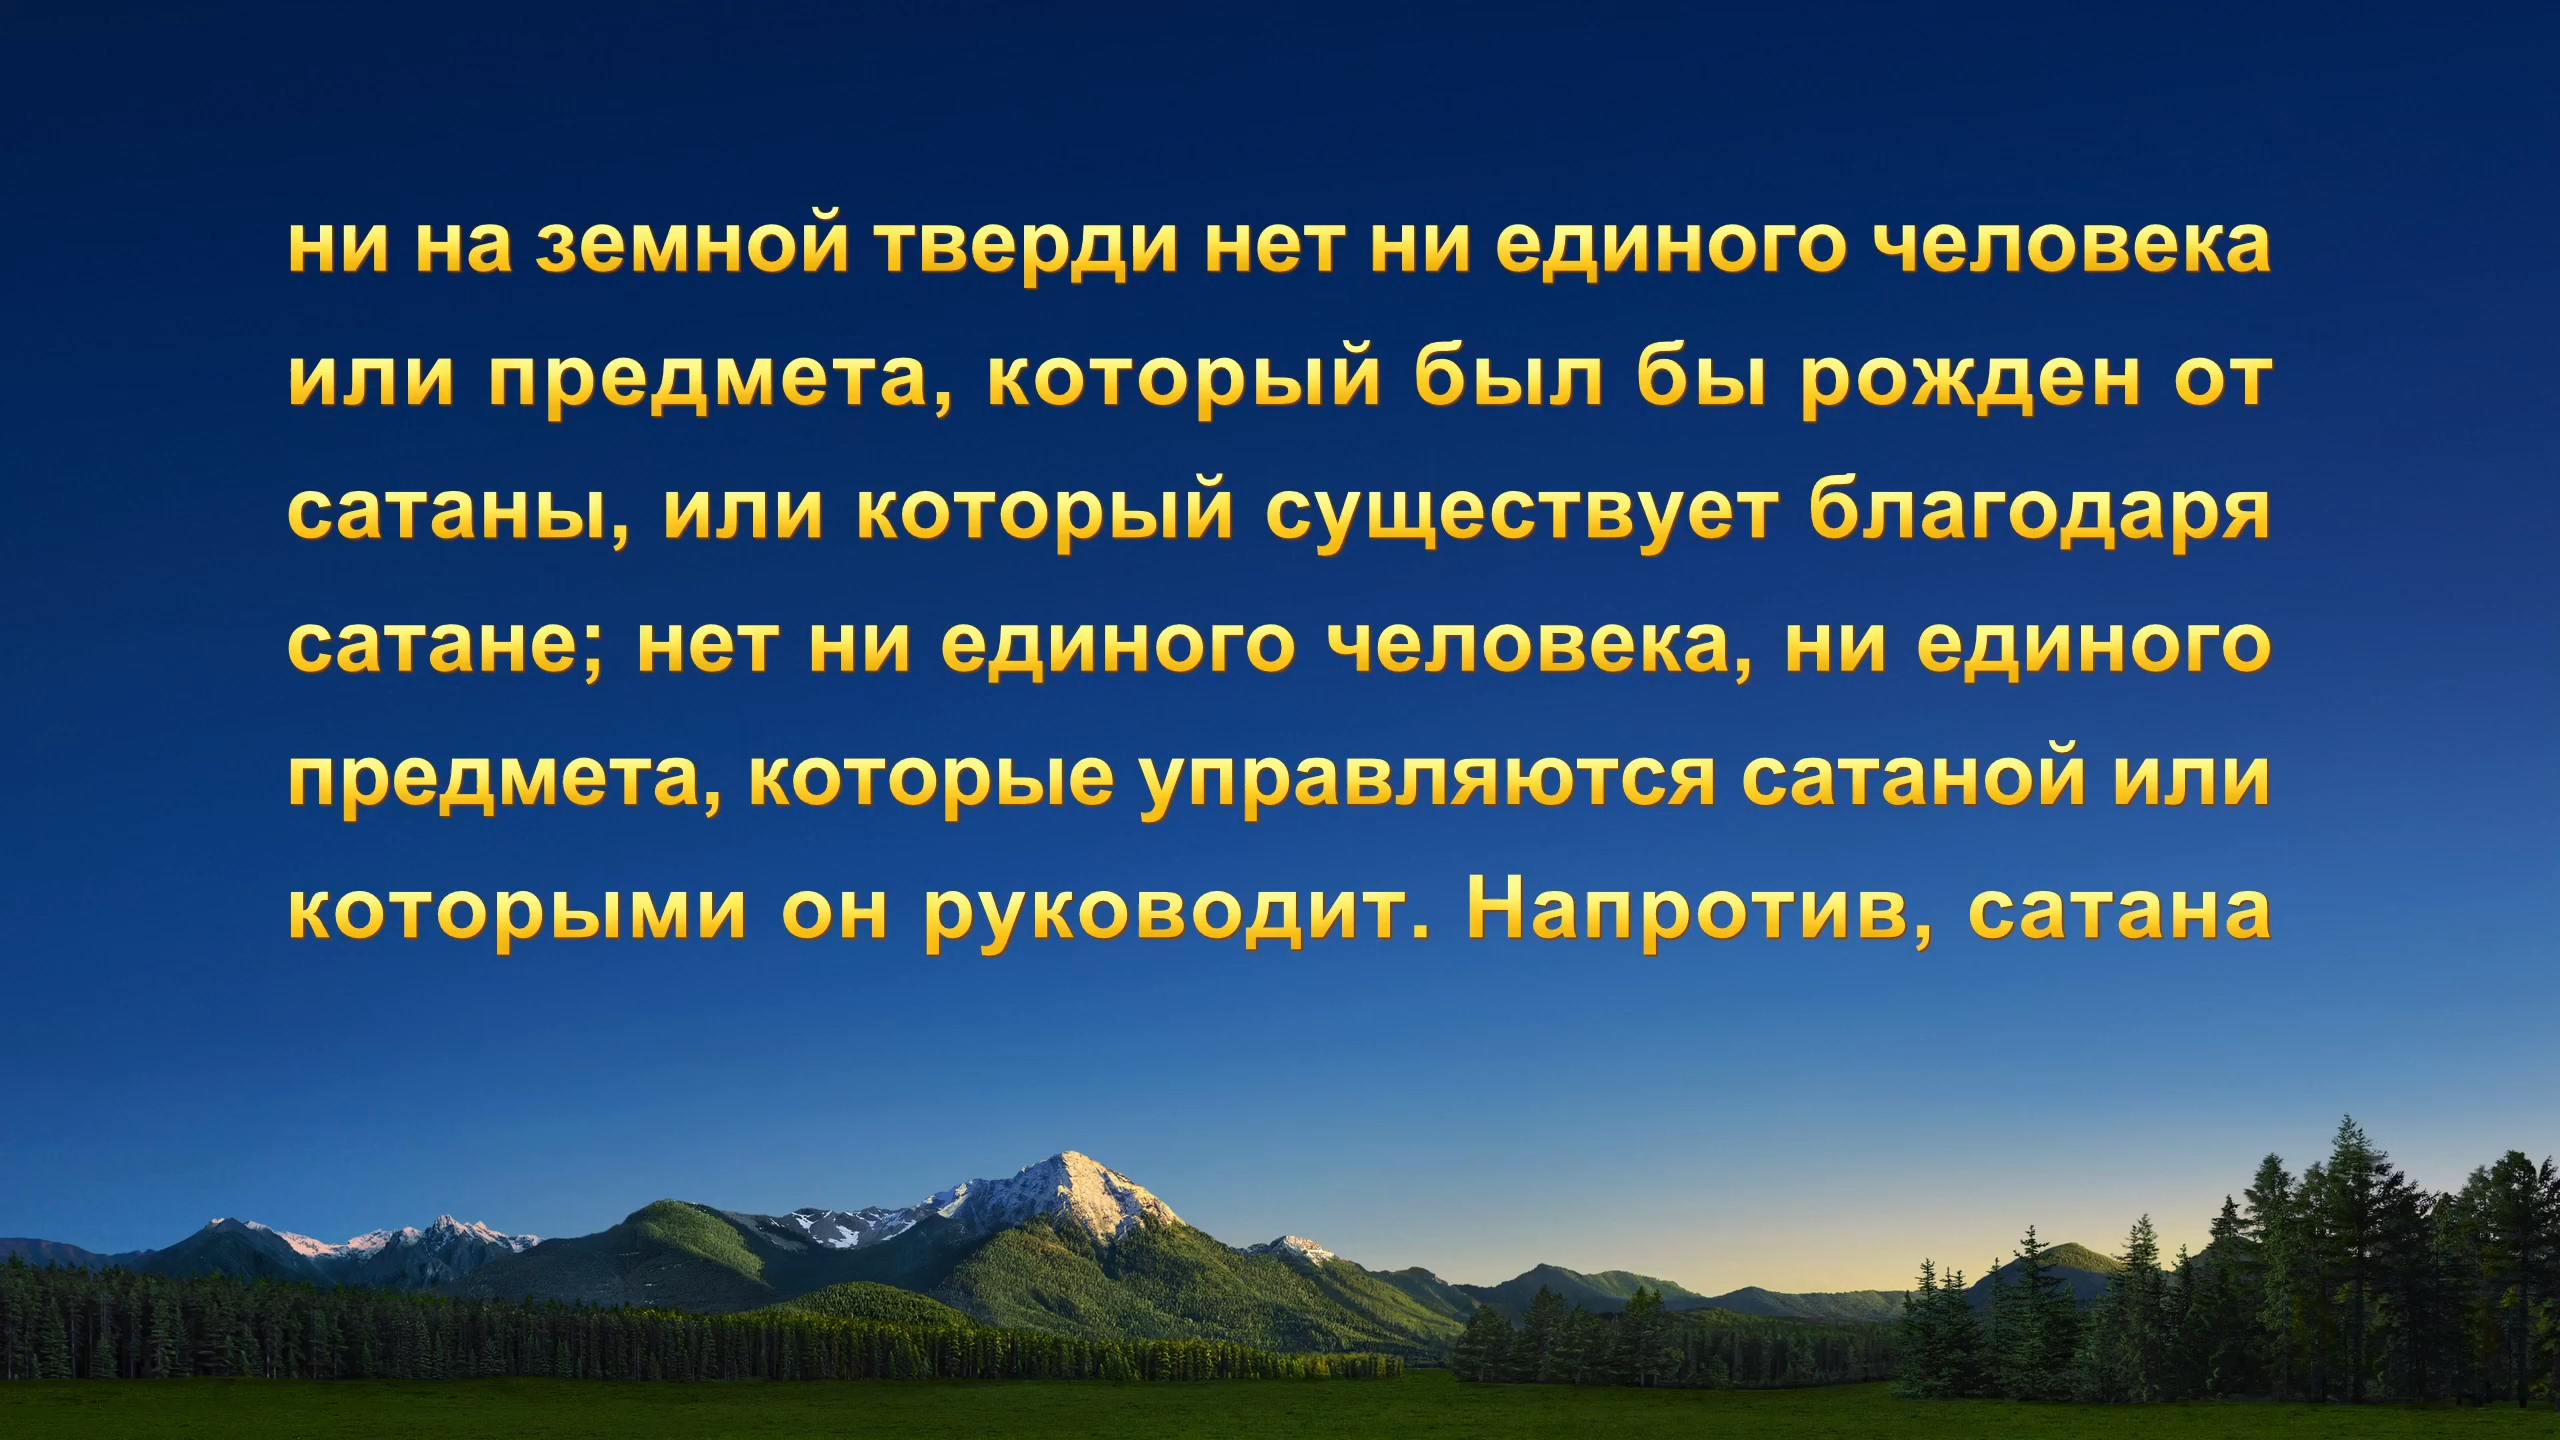 ни на земной тверди нет ни единого человека
или предмета, который был бы рожден от
сатаны, или который существует благодаря
сатане; нет ни единого человека, ни единого
предмета, которые управляются сатаной или
которыми он руководит. Напротив, сатана